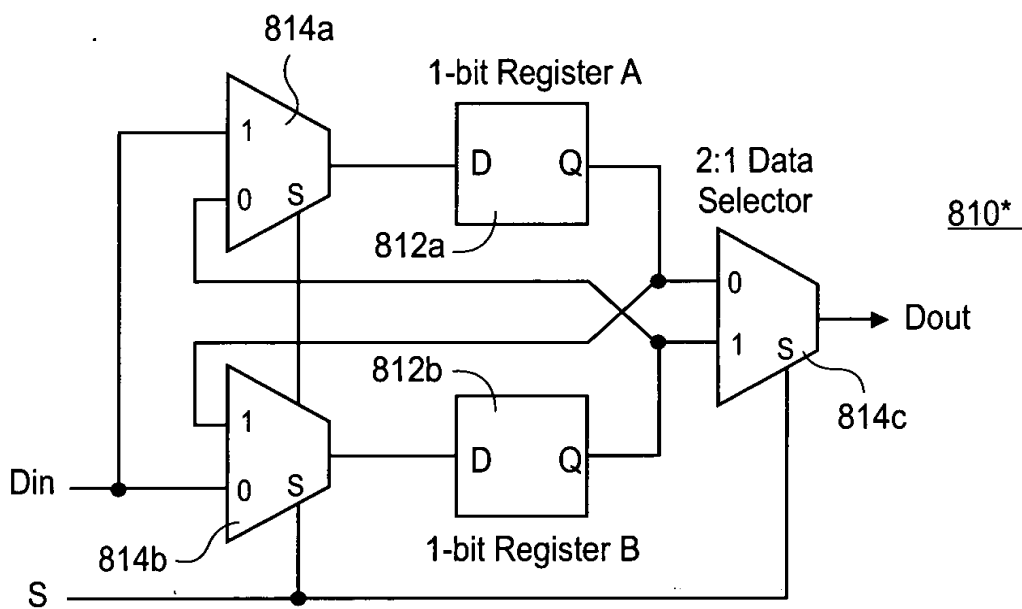 814a
1-bit Register A
1
0
S
D
Q
812a
2:1 Data
Selector
810*
0
1
S
Dout
814c
812b
1
0
S
D
Q
Din
814b
1-bit Register B
S